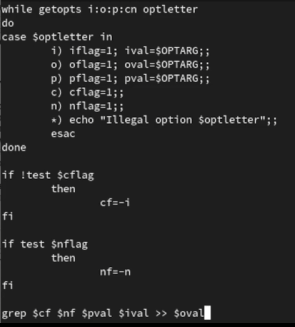 while getopts i:o:p:cn optletter
do
case $optletter in
i) iflag=1; ival=$OPTARG;;
o) oflag=1; oval=$OPTARG;;
p) pflag=1; pval=$OPTARG;;
c) cflag=1;;
n) nflag=1;;
*) echo "Illegal option $optletter";;
esac
done
if !test $cflag
then
cf=-i
fi
if test $nflag
then
nf=-n
fi
grep $cf $nf $pval $ival >> $oval